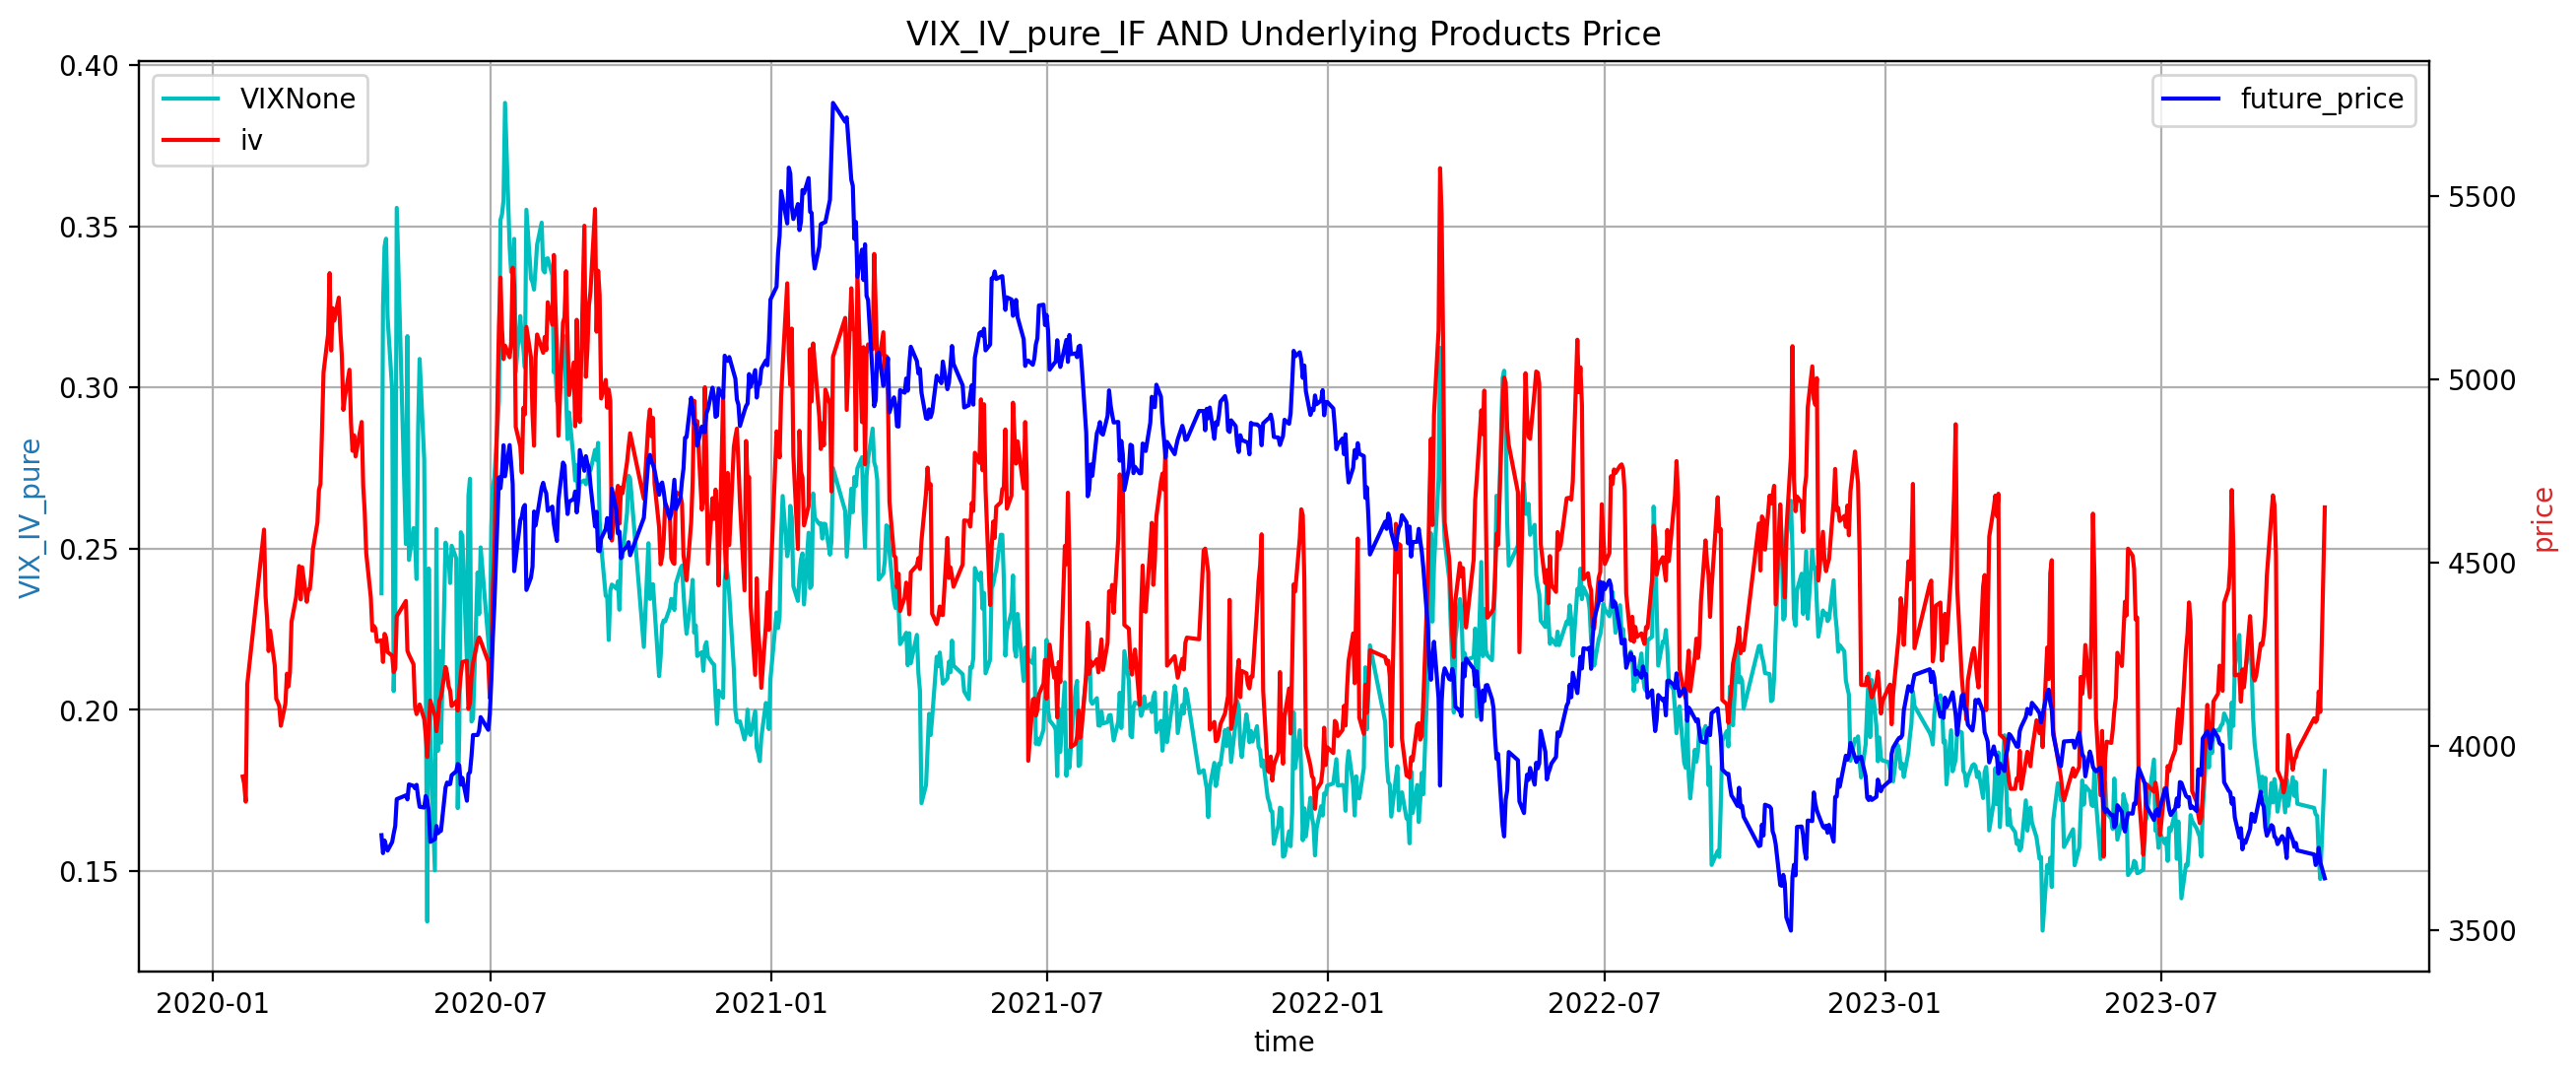 VIX_IV_pure_IF AND Underlying Products Price
VIXNone
iv
future_price
0.40
0.35
0.30
0.25
0.20
0.15
VIX_IV_pure
5500
5000
4500
4000
3500
price
2020-01 2020-07 2021-01 2021-07 2022-01 2022-07 2023-01 2023-07
time